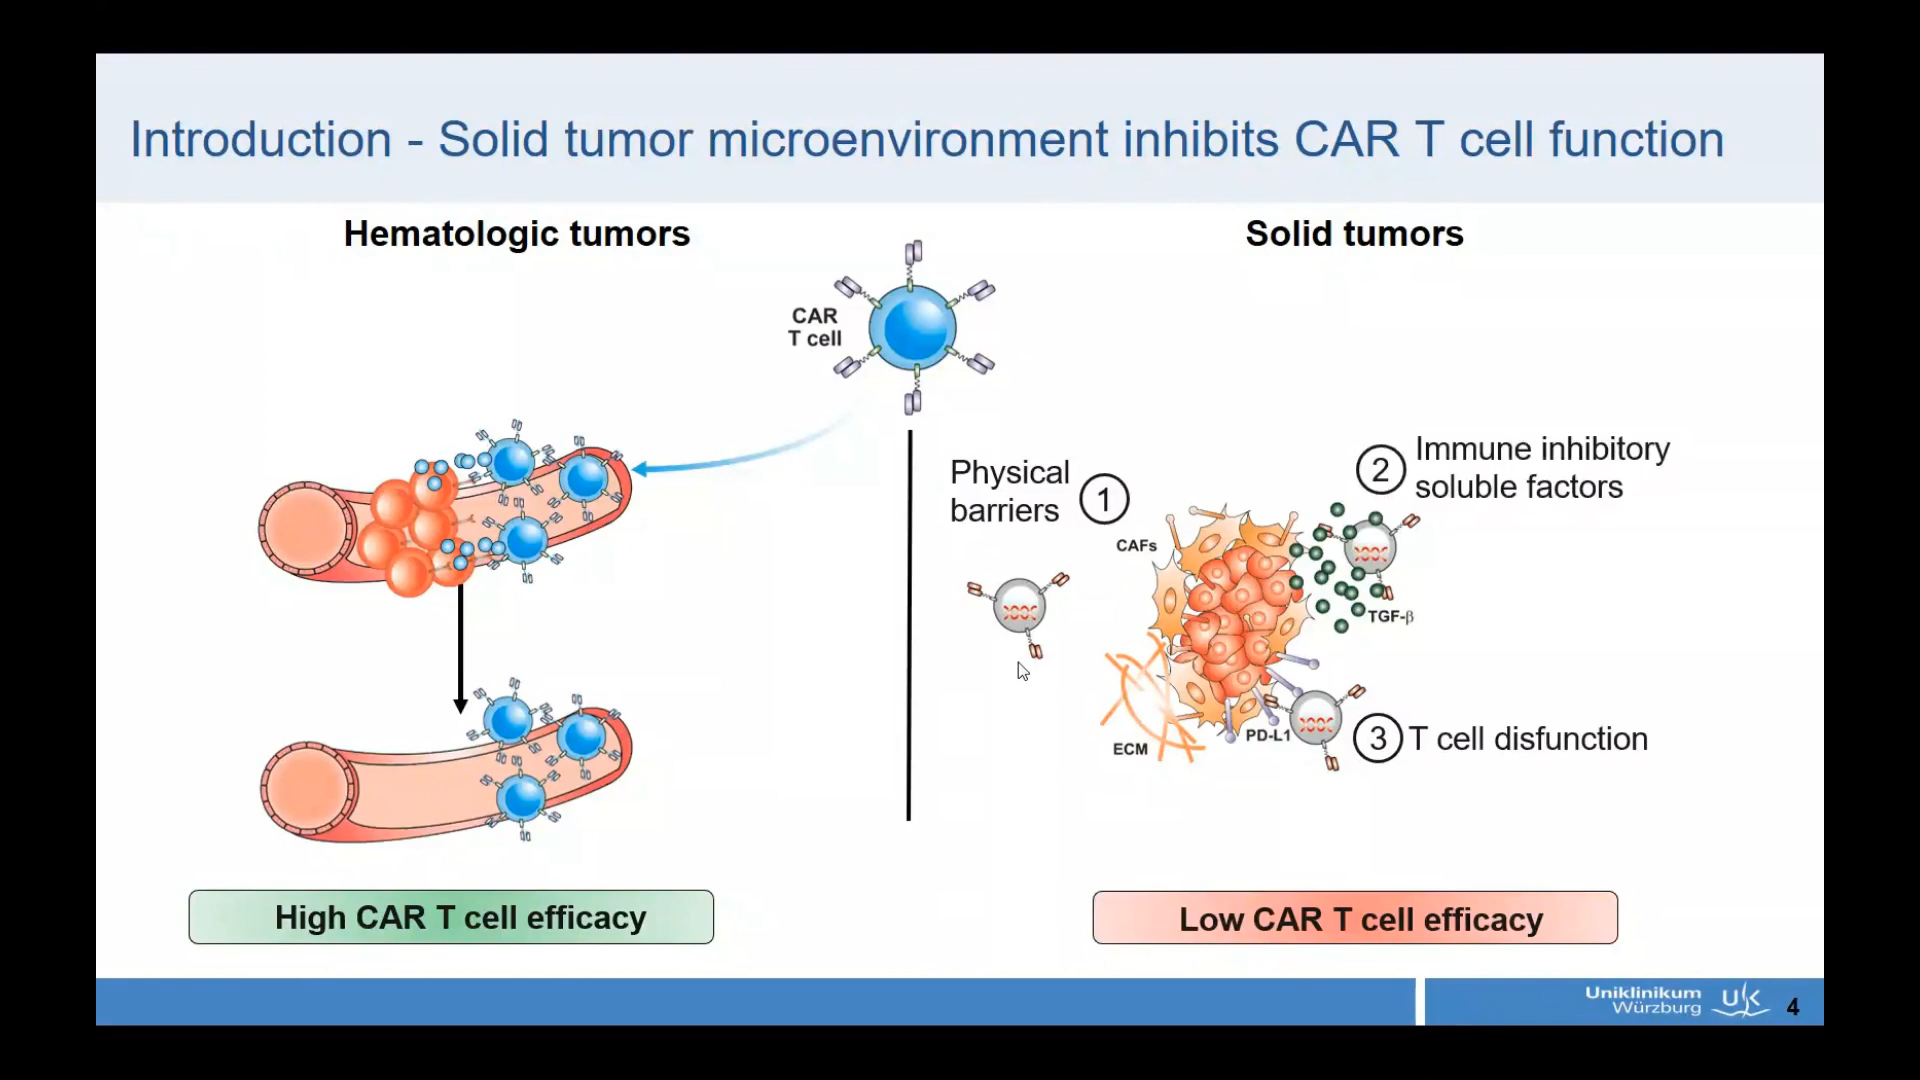 Introduction - Solid tumor microenvironment inhibits CAR T cell function
Hematologic tumors
Solid tumors
CAR
T cell
Physical
barriers
1
2
Immune inhibitory
soluble factors
CAFs
TGF-β
ECM
PD-L1
3
T cell disfunction
High CAR T cell efficacy
Low CAR T cell efficacy
Uniklinikum
Würzburg
UK
4